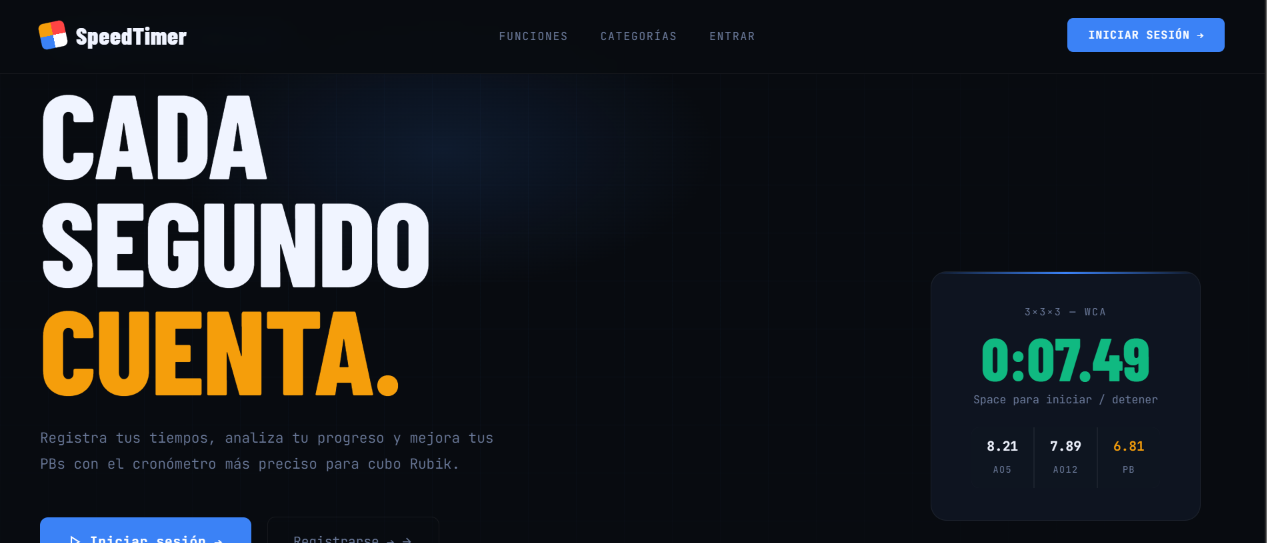 SpeedTimer
FUNCIONES CATEGORÍAS ENTRAR
INICIAR SESIÓN →
CADA
SEGUNDO
CUENTA.
Registra tus tiempos, analiza tu progreso y mejora tus
PBs con el cronómetro más preciso para cubo Rubik.
▷ Iniciar sesión →
Registrarse → →
3×3×3 — WCA
0:07.49
Space para iniciar / detener
8.21 7.89 6.81
AO5 AO12 PB